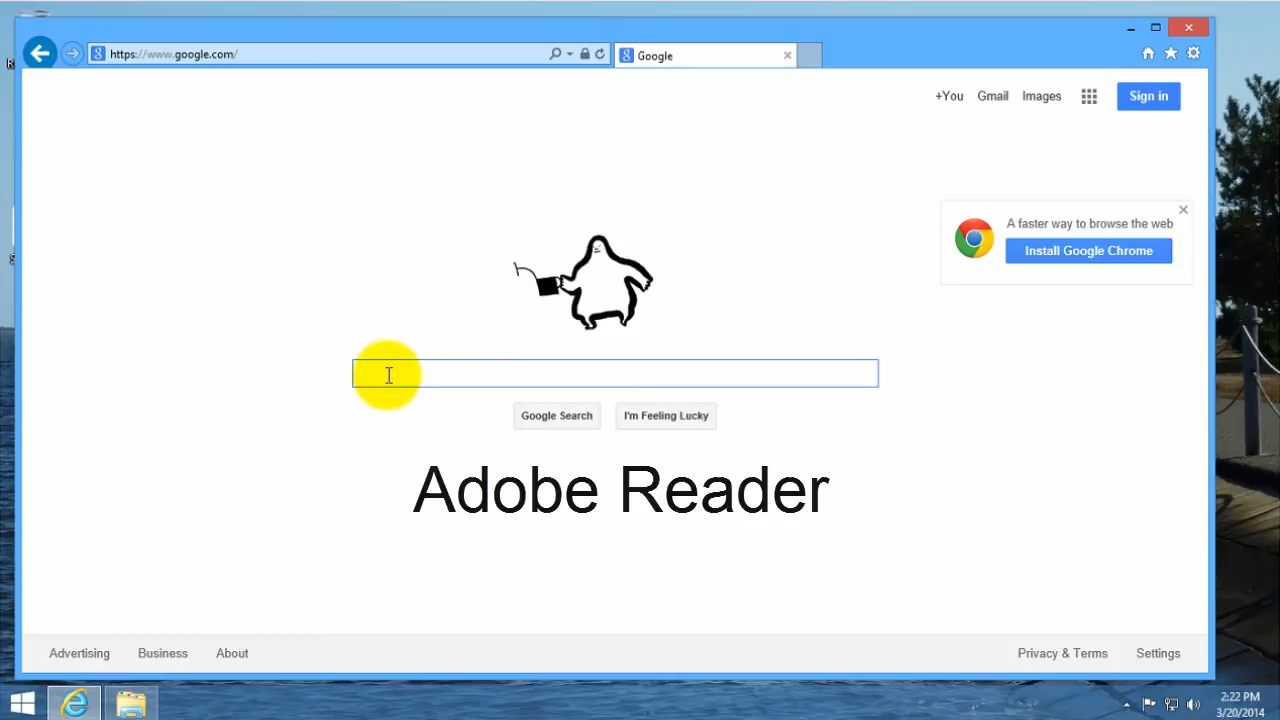 https://www.google.com/
Google
+You Gmail Images Sign in
A faster way to browse the web
Install Google Chrome
Google Search I'm Feeling Lucky
Adobe Reader
Advertising Business About Privacy & Terms Settings
2:22 PM
3/20/2014